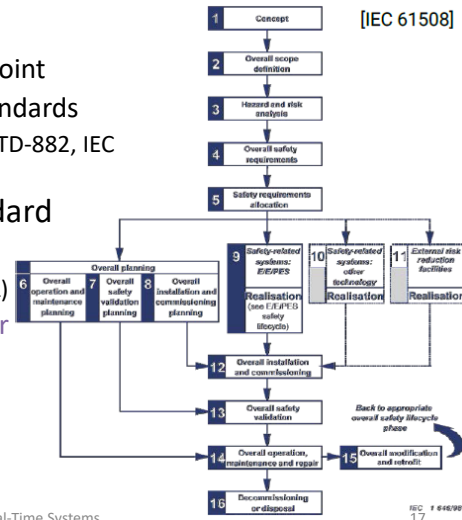 [IEC 61508]
oint
ndards
TD-882, IEC
dard
)
r
1 Concept
2 Overall scope
definition
3 Hazard and risk
analysis
4 Overall safety
requirements
5 Safety requirements
allocation
Overall planning
6 Overall
operation and
maintenance
planning
7 Overall
safety
validation
planning
8 Overall
installation and
commissioning
planning
9 Safety-related
systems:
E/E/PES
Realisation
(see E/E/PES
safety
lifecycle)
10 Safety-related
systems:
other
technology
Realisation
11 External risk
reduction
facilities
Realisation
12 Overall installation
and commissioning
13 Overall safety
validation
Back to appropriate
overall safety lifecycle
phase
14 Overall operation,
maintenance and repair
15 Overall modification
and retrofit
16 Decommissioning
or disposal
al-Time Systems
IEC 1 646/98
17